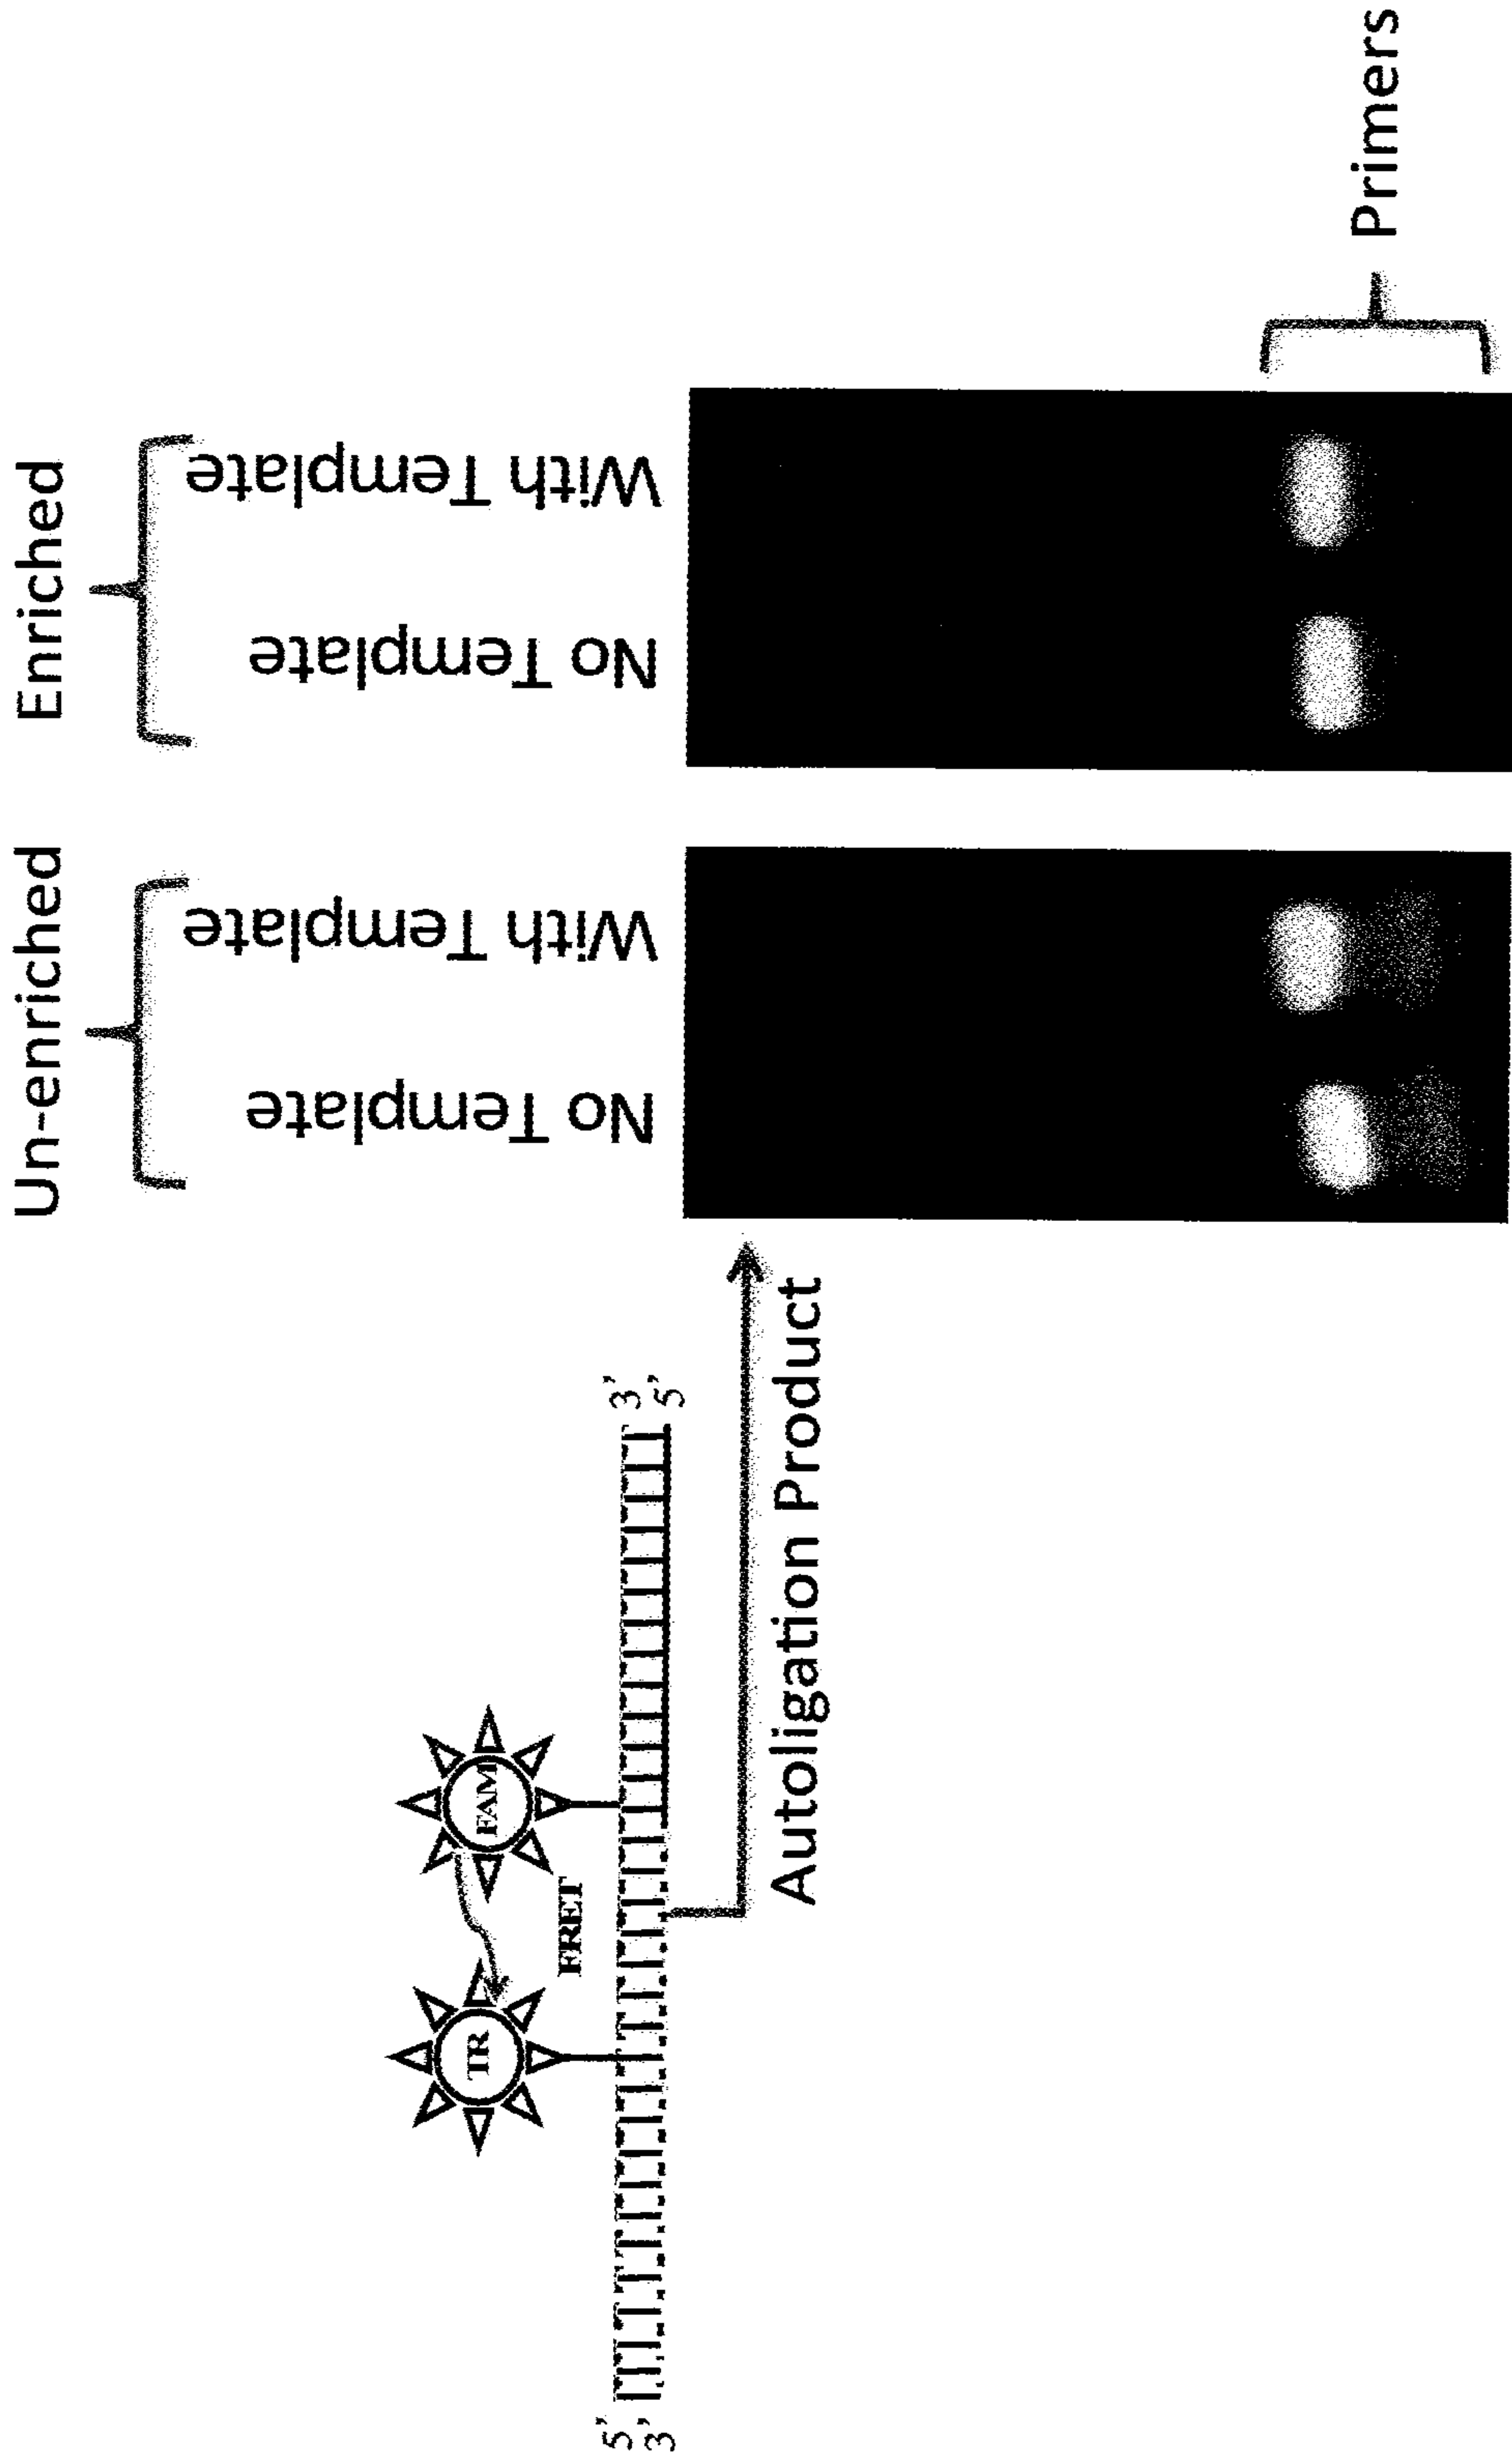 Un-enriched
Enriched
No Template
With Template
No Template
With Template
TR
FAM
FRET
5’
3’
3’
5’
Autoligation Product
Primers